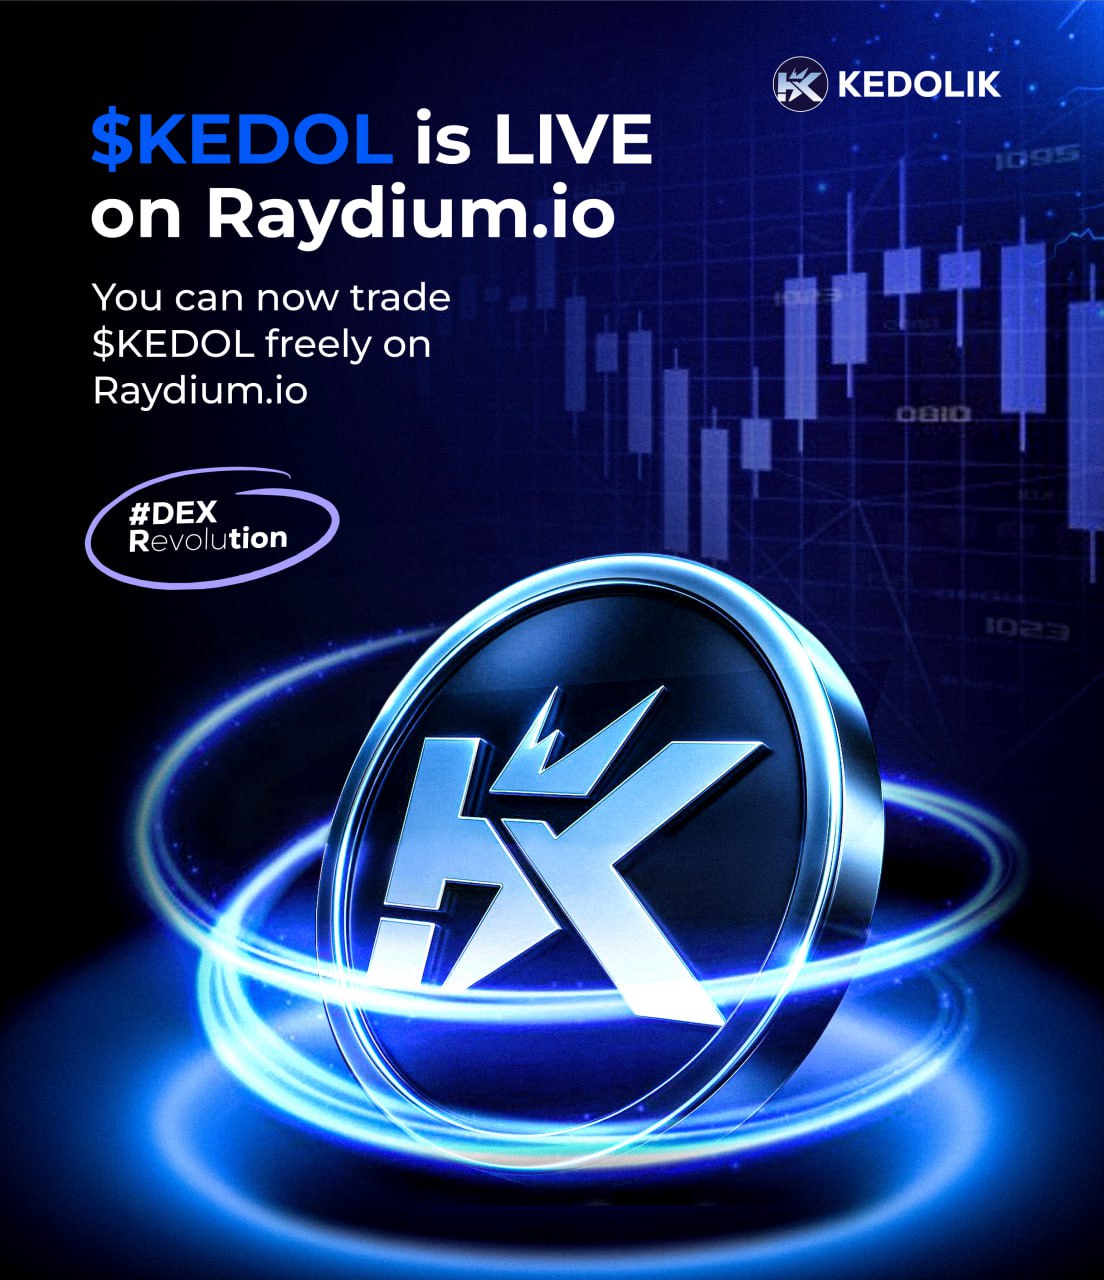 KEDOLIK
$KEDOL is LIVE
on Raydium.io
You can now trade
$KEDOL freely on
Raydium.io
#DEX
Revolution
1095
0810
1023